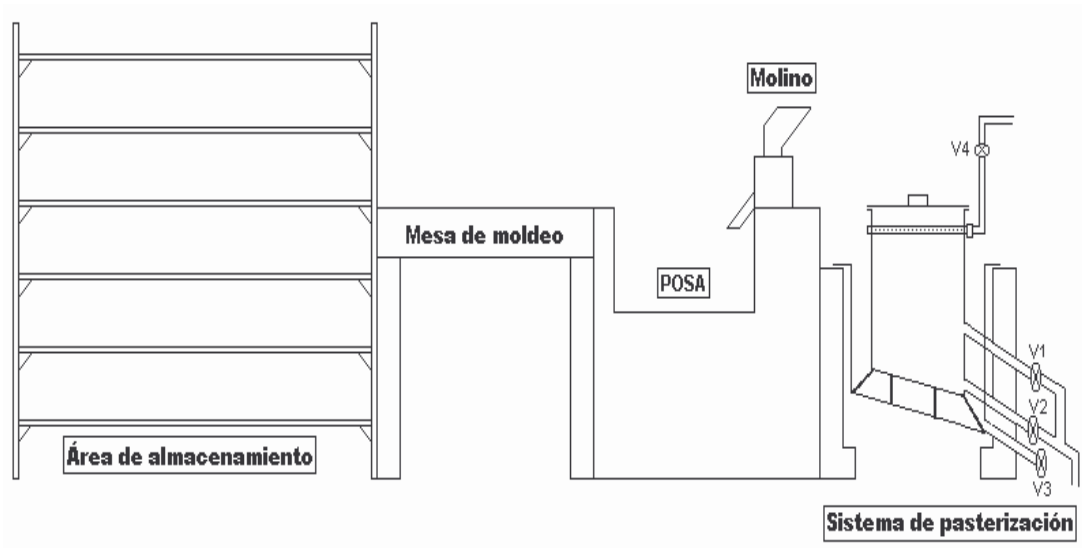 Molino
V4
Mesa de moldeo
POSA
V1
V2
Área de almacenamiento
V3
Sistema de pasterización